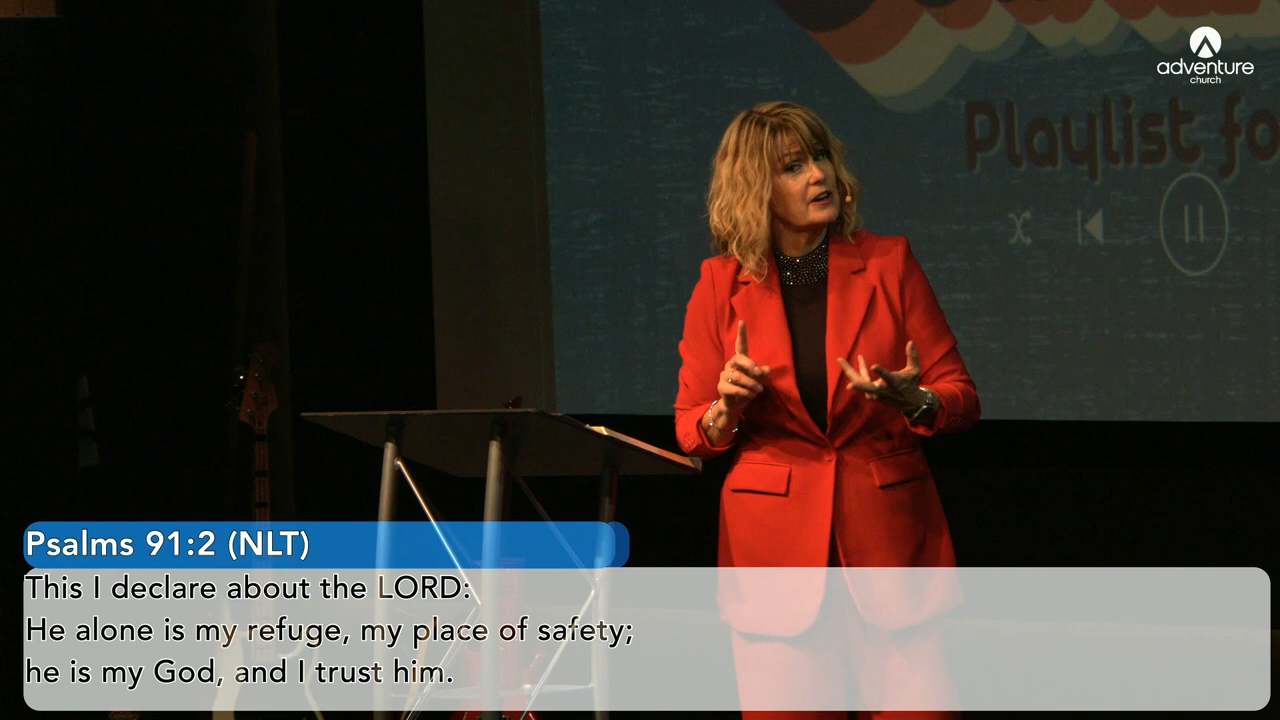 adventure
church
Playlist fo
Psalms 91:2 (NLT)
This I declare about the LORD:
He alone is my refuge, my place of safety;
he is my God, and I trust him.